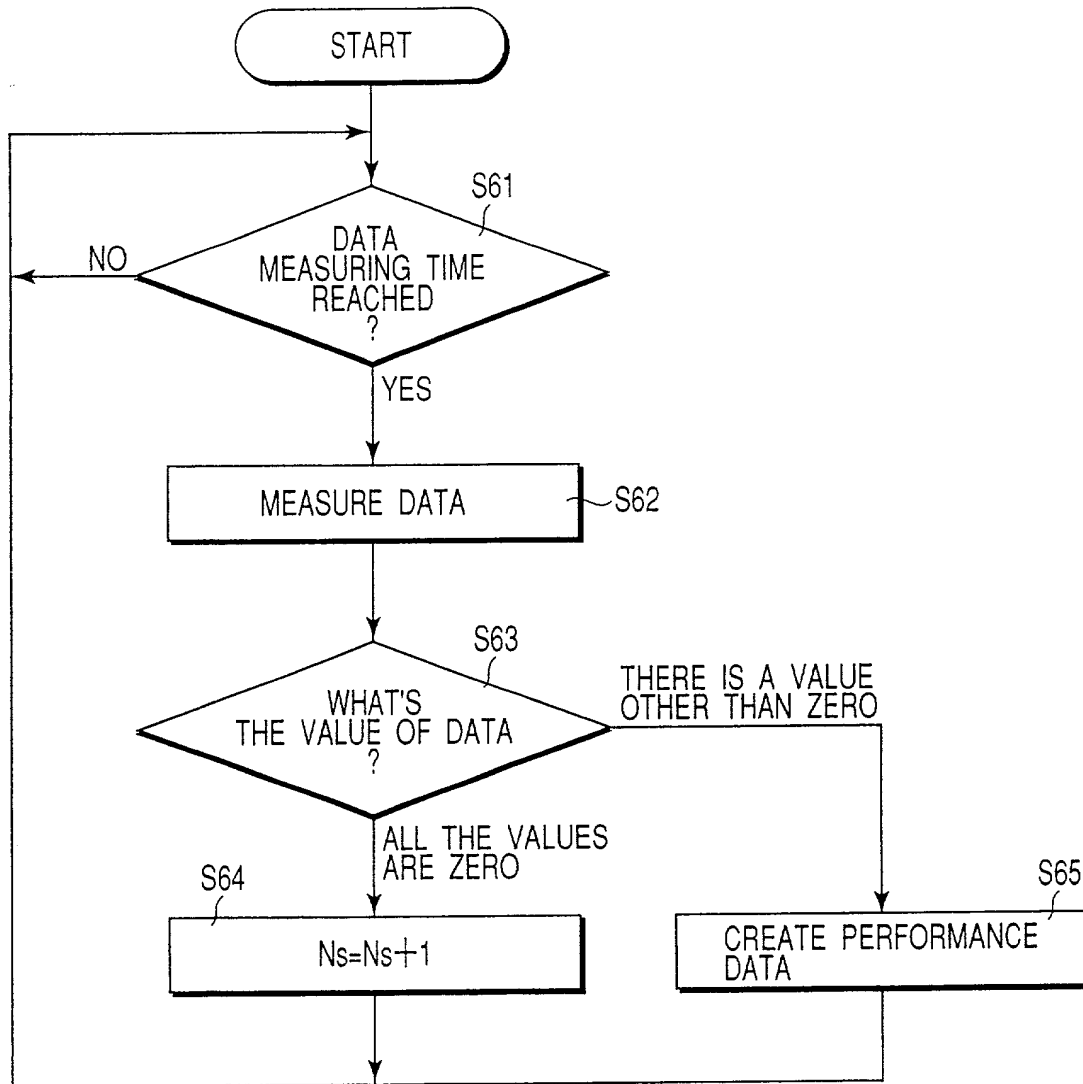 START
S61
DATA
MEASURING TIME
REACHED
?
NO
YES
MEASURE DATA
S62
S63
WHAT'S
THE VALUE OF DATA
?
THERE IS A VALUE
OTHER THAN ZERO
ALL THE VALUES
ARE ZERO
S64
Ns=Ns+1
S65
CREATE PERFORMANCE
DATA